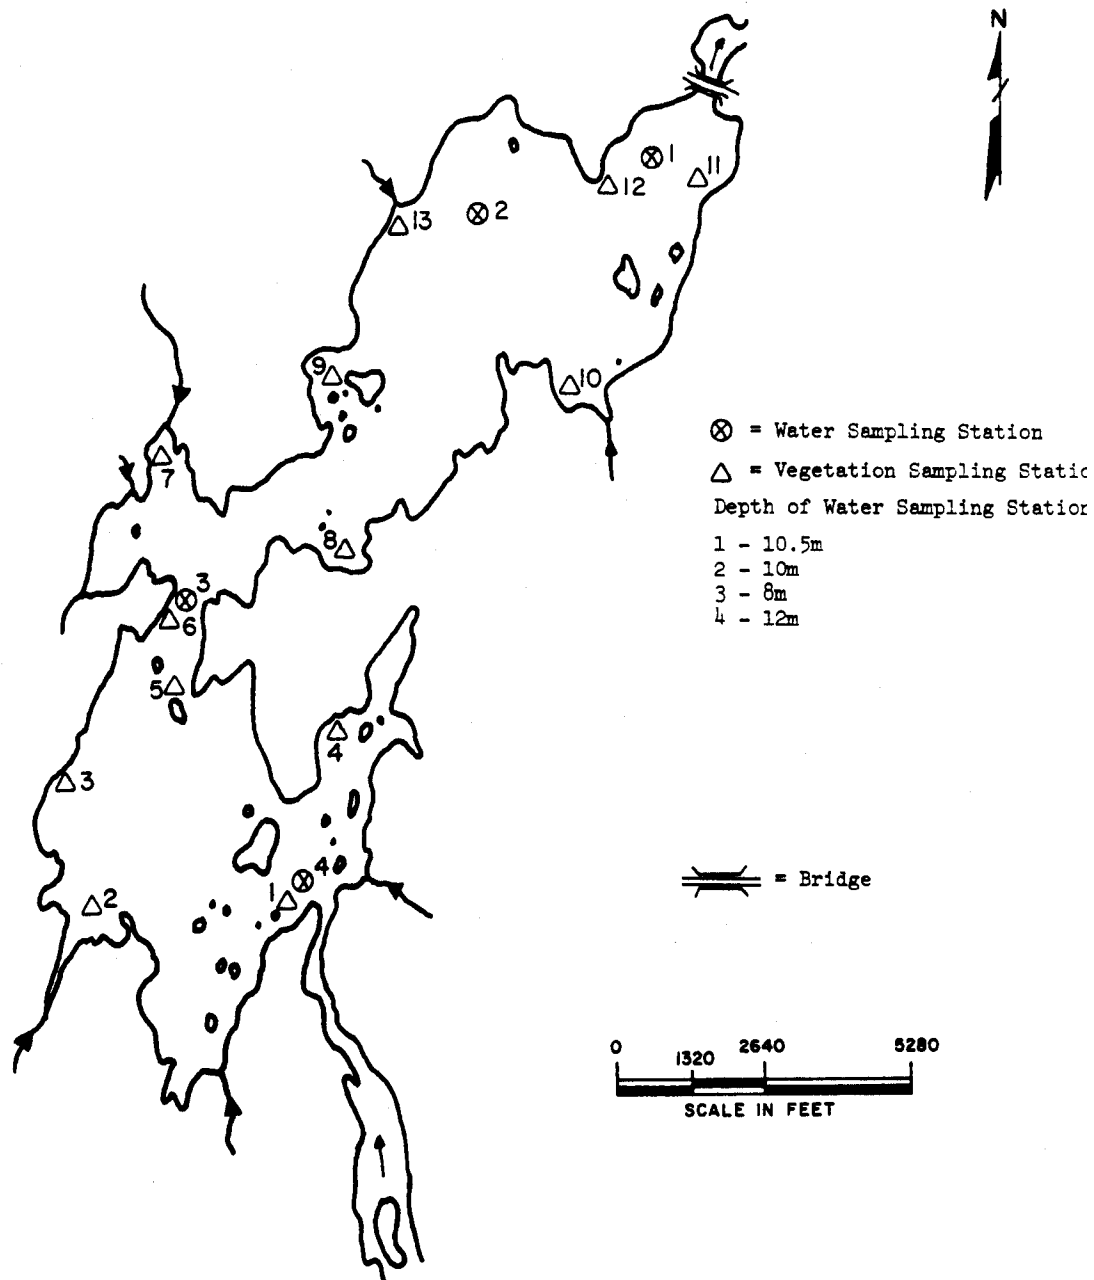 N
1
11
12
2
13
9
10
⊗ = Water Sampling Station
7
△ = Vegetation Sampling Static
Depth of Water Sampling Station
8
1 - 10.5m
2 - 10m
3
3 - 8m
6
4 - 12m
5
4
3
4
= Bridge
1
2
0 1320 2640 5280
SCALE IN FEET